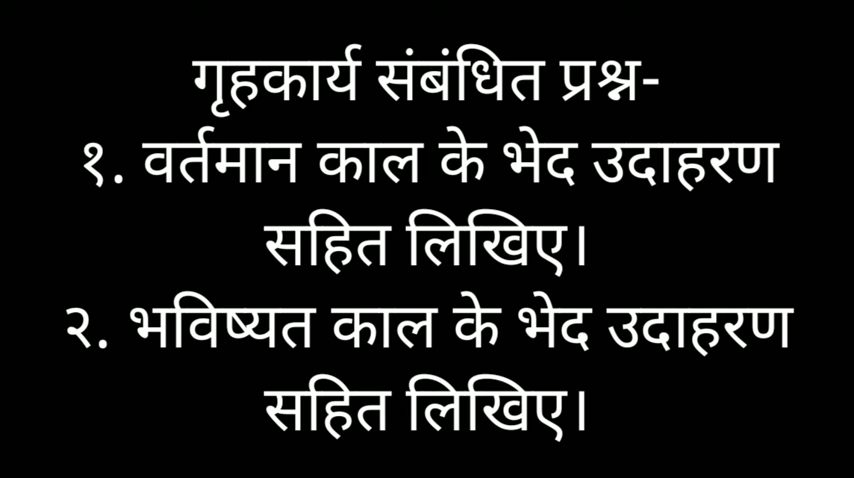 गृहकार्य संबंधित प्रश्न-
१. वर्तमान काल के भेद उदाहरण
सहित लिखिए।
२. भविष्यत काल के भेद उदाहरण
सहित लिखिए।